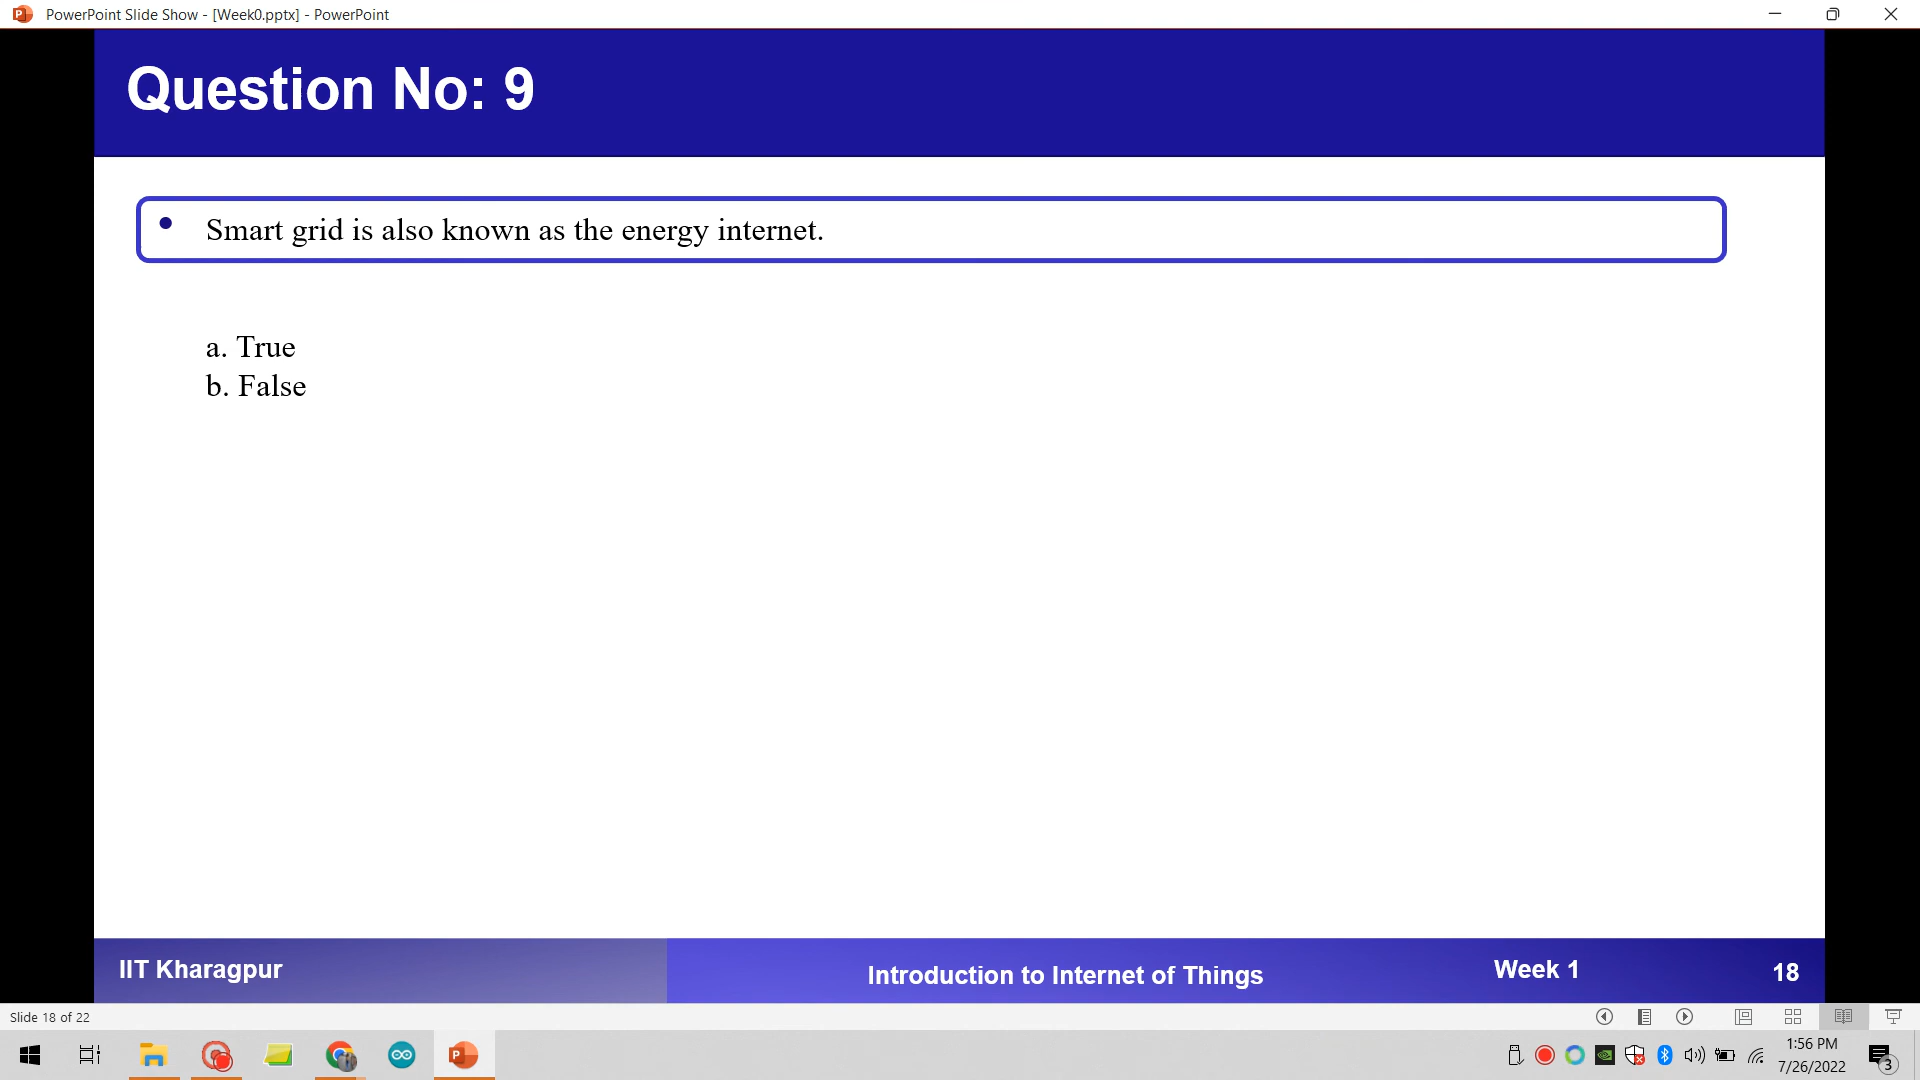 PowerPoint Slide Show - [Week0.pptx] - PowerPoint
Question No: 9
• Smart grid is also known as the energy internet.
a. True
b. False
IIT Kharagpur
Introduction to Internet of Things
Week 1
18
Slide 18 of 22
1:56 PM
7/26/2022
3